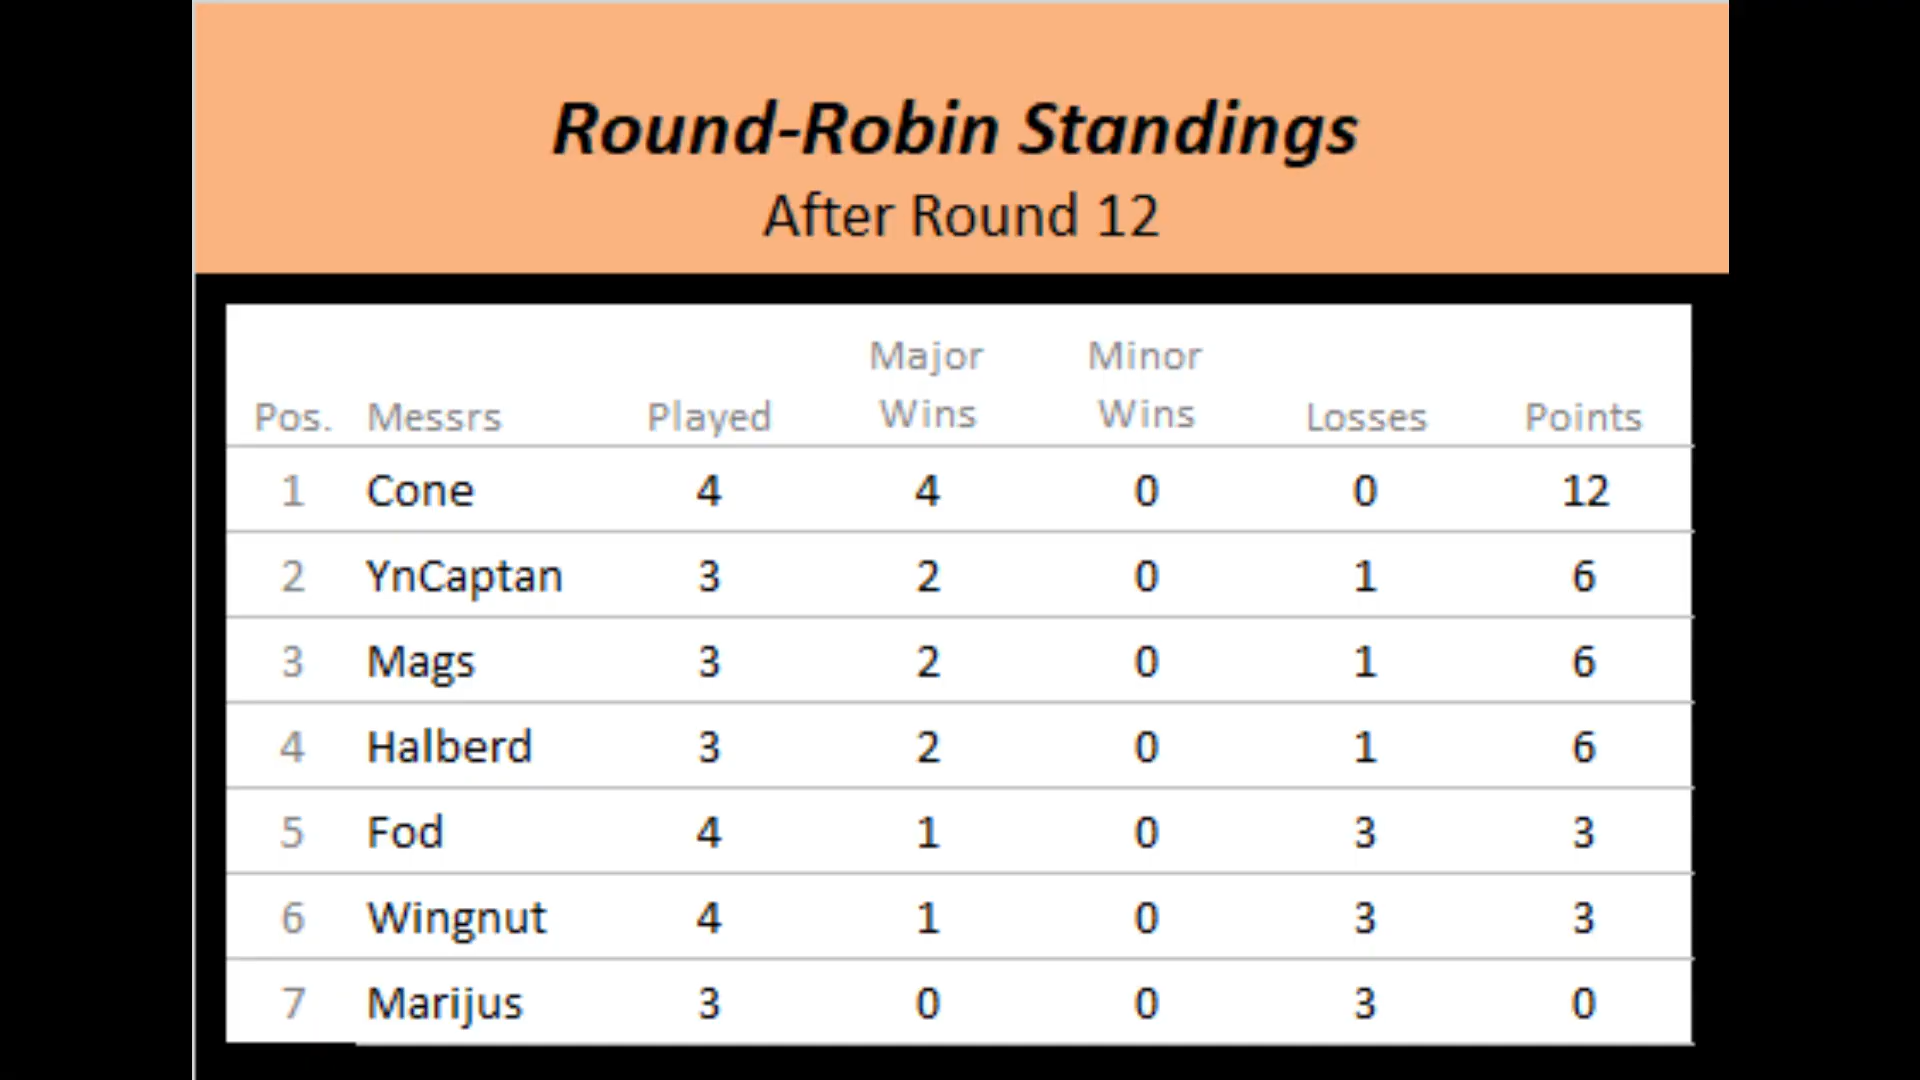 Round-Robin Standings
After Round 12
Pos. Messrs Played Major Wins Minor Wins Losses Points
1 Cone 4 4 0 0 12
2 YnCaptan 3 2 0 1 6
3 Mags 3 2 0 1 6
4 Halberd 3 2 0 1 6
5 Fod 4 1 0 3 3
6 Wingnut 4 1 0 3 3
7 Marijus 3 0 0 3 0